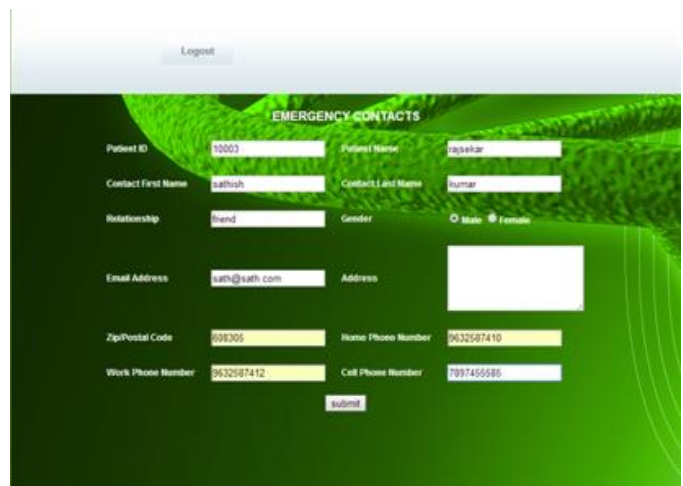 Logout
EMERGENCY CONTACTS
Patient ID 10003 Patient Name rajsekar
Contact First Name sathish Contact Last Name kumar
Relationship friend Gender Male Female
Email Address sath@sath.com Address
Zip/Postal Code 608305 Home Phone Number 9632587410
Work Phone Number 9632587412 Cell Phone Number 7897455585
submit